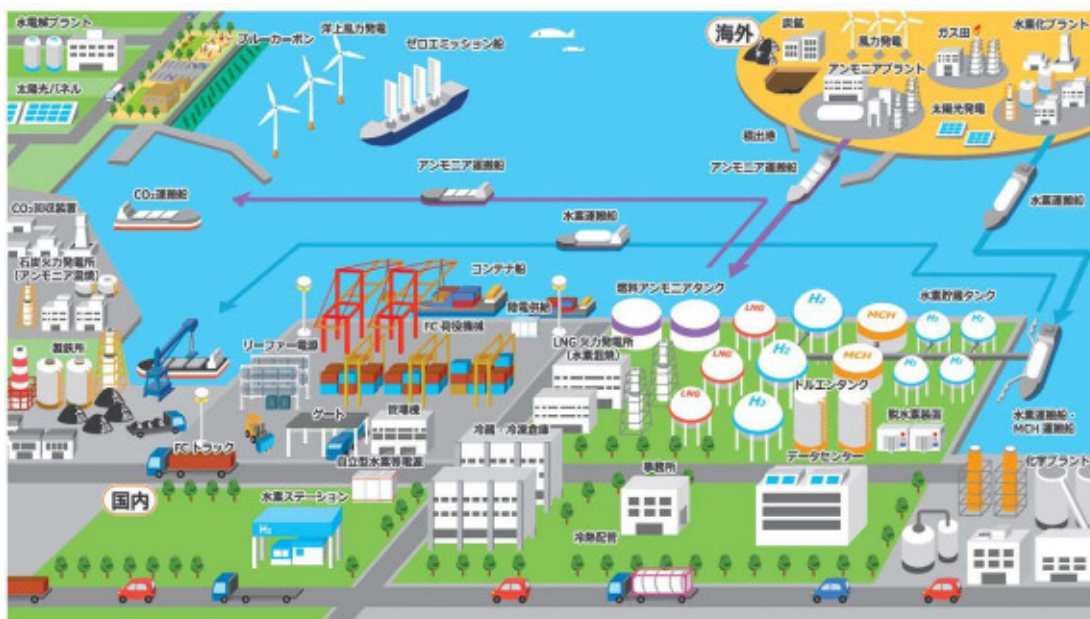 水電解プラント
ブルーカーボン
洋上風力発電
ゼロエミッション船
海外
炭鉱
風力発電
ガス田
水素化プラント
太陽光パネル
アンモニアプラント
太陽光発電
積出港
アンモニア運搬船
アンモニア運搬船
CO₂運搬船
水素運搬船
水素運搬船
CO₂回収装置
石炭火力発電所
(アンモニア混焼)
コンテナ船
陸電供給
燃料アンモニアタンク
水素貯蔵タンク
LNG
H₂
MCH
H₂
H₂
製鉄所
リーファー電源
FC荷役機械
LNG火力発電所
(水素混焼)
LNG
H₂
MCH
H₂
H₂
トルエンタンク
LNG
H₂
脱水素装置
水素運搬船・
MCH運搬船
ゲート
管理棟
冷蔵・冷凍倉庫
FCトラック
自立型水素等電源
事務所
データセンター
化学プラント
国内
水素ステーション
H₂
冷熱配管